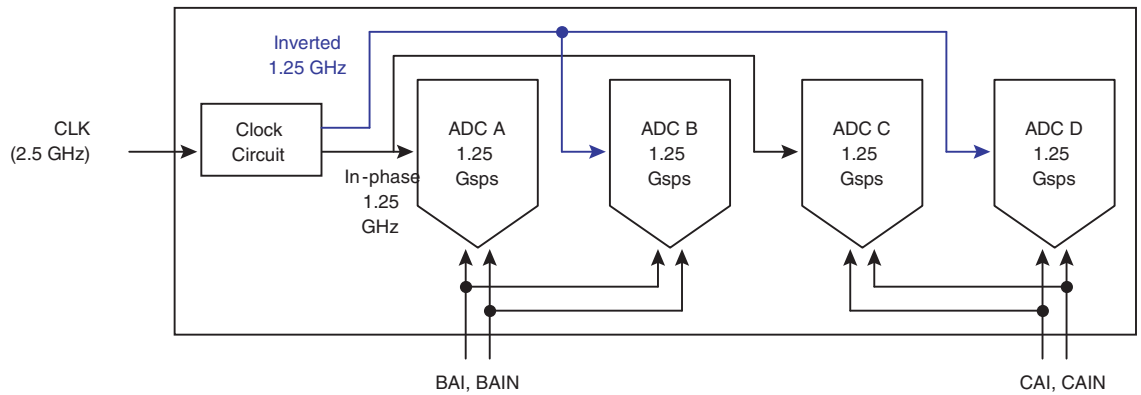 Inverted
1.25 GHz
CLK
(2.5 GHz)
Clock
Circuit
In-phase
1.25
GHz
ADC A
1.25
Gsps
ADC B
1.25
Gsps
ADC C
1.25
Gsps
ADC D
1.25
Gsps
BAI, BAIN
CAI, CAIN